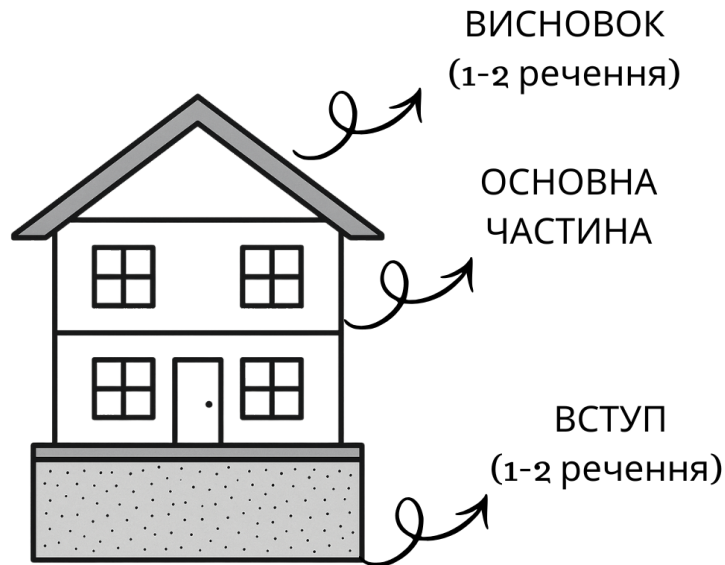 ВИСНОВОК
(1-2 речення)
ОСНОВНА
ЧАСТИНА
ВСТУП
(1-2 речення)